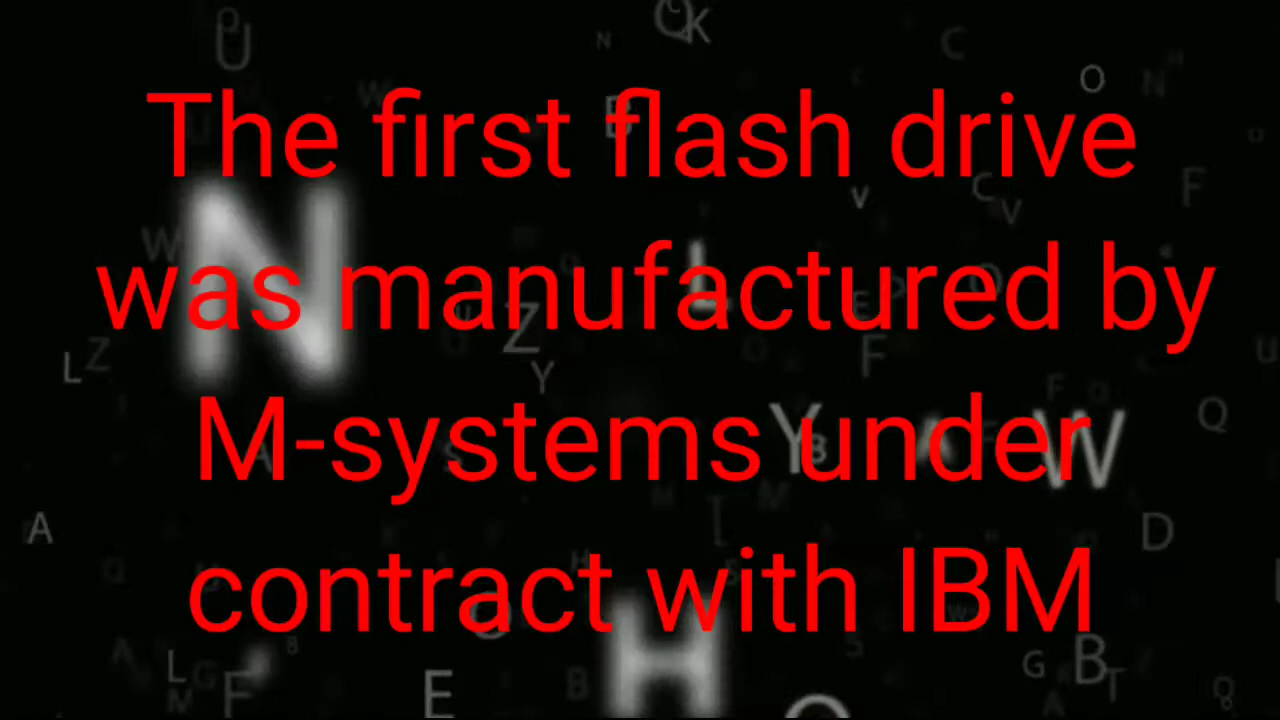 The first flash drive
was manufactured by
M-systems under
contract with IBM